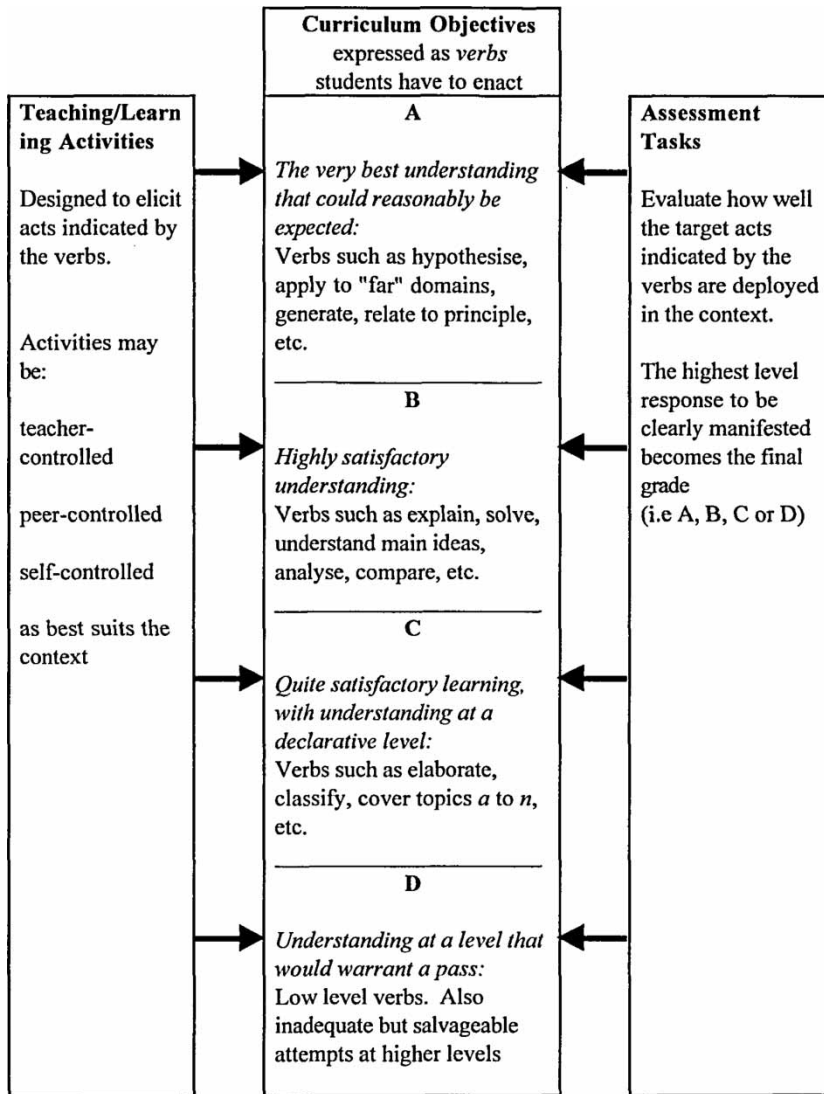 Curriculum Objectives
expressed as verbs
students have to enact
Teaching/Learn
ing Activities
Designed to elicit
acts indicated by
the verbs.
Activities may
be:
teacher-
controlled
peer-controlled
self-controlled
as best suits the
context
A
The very best understanding
that could reasonably be
expected:
Verbs such as hypothesise,
apply to "far" domains,
generate, relate to principle,
etc.
B
Highly satisfactory
understanding:
Verbs such as explain, solve,
understand main ideas,
analyse, compare, etc.
C
Quite satisfactory learning,
with understanding at a
declarative level:
Verbs such as elaborate,
classify, cover topics a to n,
etc.
D
Understanding at a level that
would warrant a pass:
Low level verbs. Also
inadequate but salvageable
attempts at higher levels
Assessment
Tasks
Evaluate how well
the target acts
indicated by the
verbs are deployed
in the context.
The highest level
response to be
clearly manifested
becomes the final
grade
(i.e A, B, C or D)